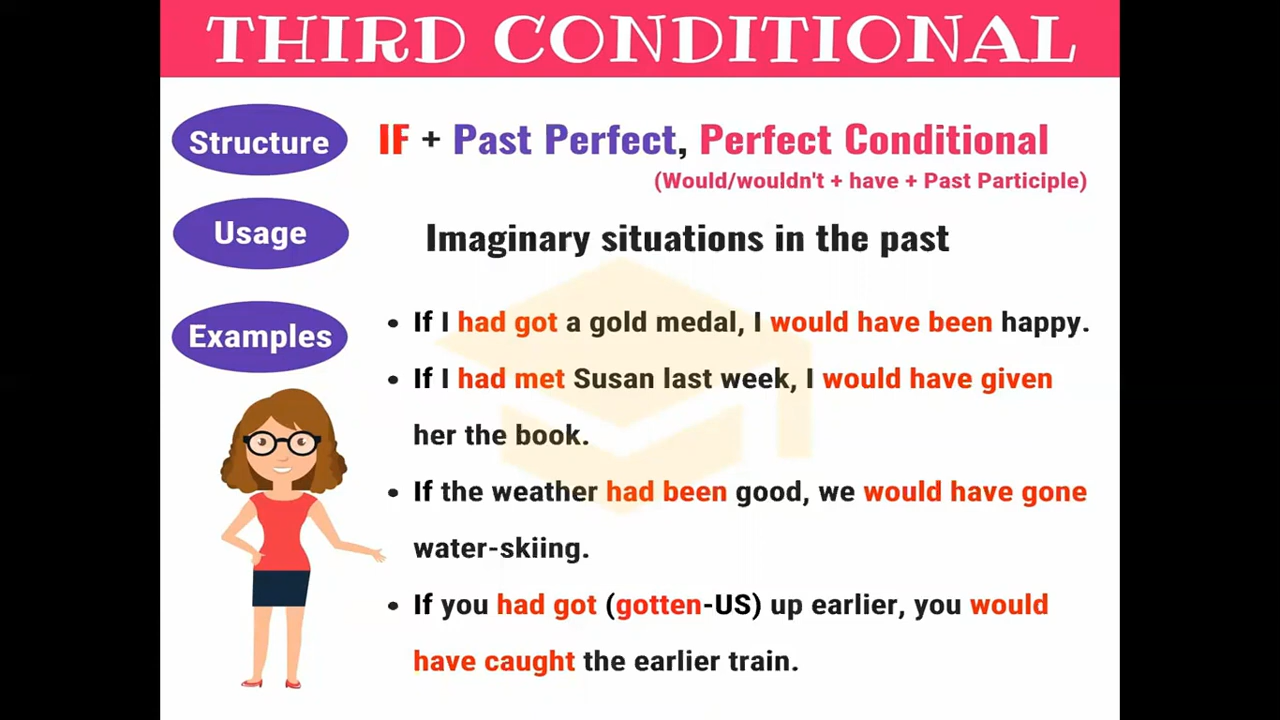 THIRD CONDITIONAL
Structure
IF + Past Perfect, Perfect Conditional
(Would/wouldn't + have + Past Participle)
Usage
Imaginary situations in the past
Examples
• If I had got a gold medal, I would have been happy.
• If I had met Susan last week, I would have given
her the book.
• If the weather had been good, we would have gone
water-skiing.
• If you had got (gotten-US) up earlier, you would
have caught the earlier train.